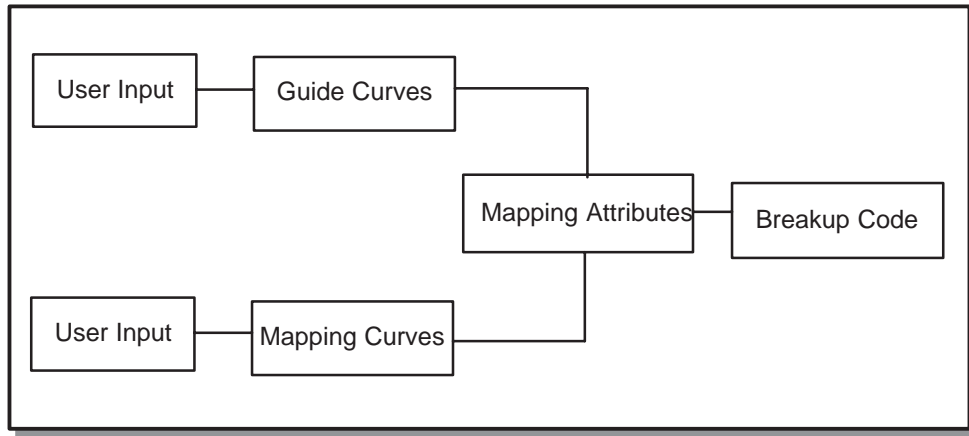 User Input
Guide Curves
Mapping Attributes
Breakup Code
User Input
Mapping Curves